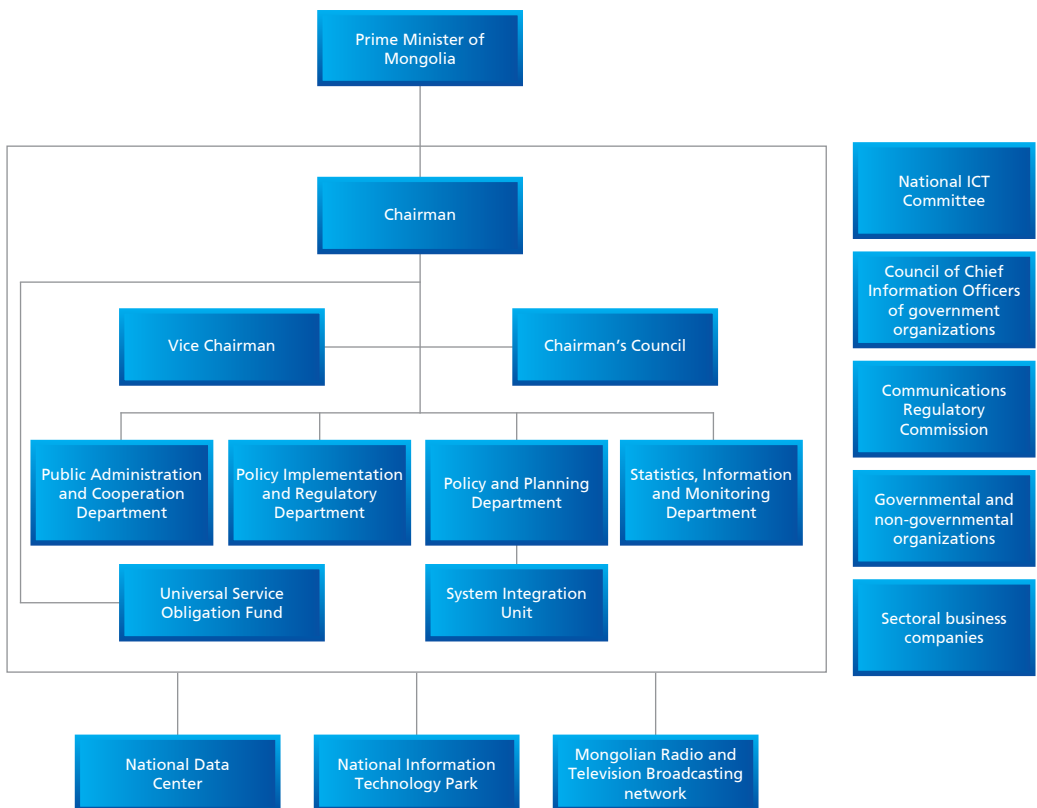 Prime Minister of
Mongolia
Chairman
Vice Chairman
Chairman's Council
Public Administration
and Cooperation
Department
Policy Implementation
and Regulatory
Department
Policy and Planning
Department
Statistics, Information
and Monitoring
Department
Universal Service
Obligation Fund
System Integration
Unit
National Data
Center
National Information
Technology Park
Mongolian Radio and
Television Broadcasting
network
National ICT
Committee
Council of Chief
Information Officers
of government
organizations
Communications
Regulatory
Commission
Governmental and
non-governmental
organizations
Sectoral business
companies